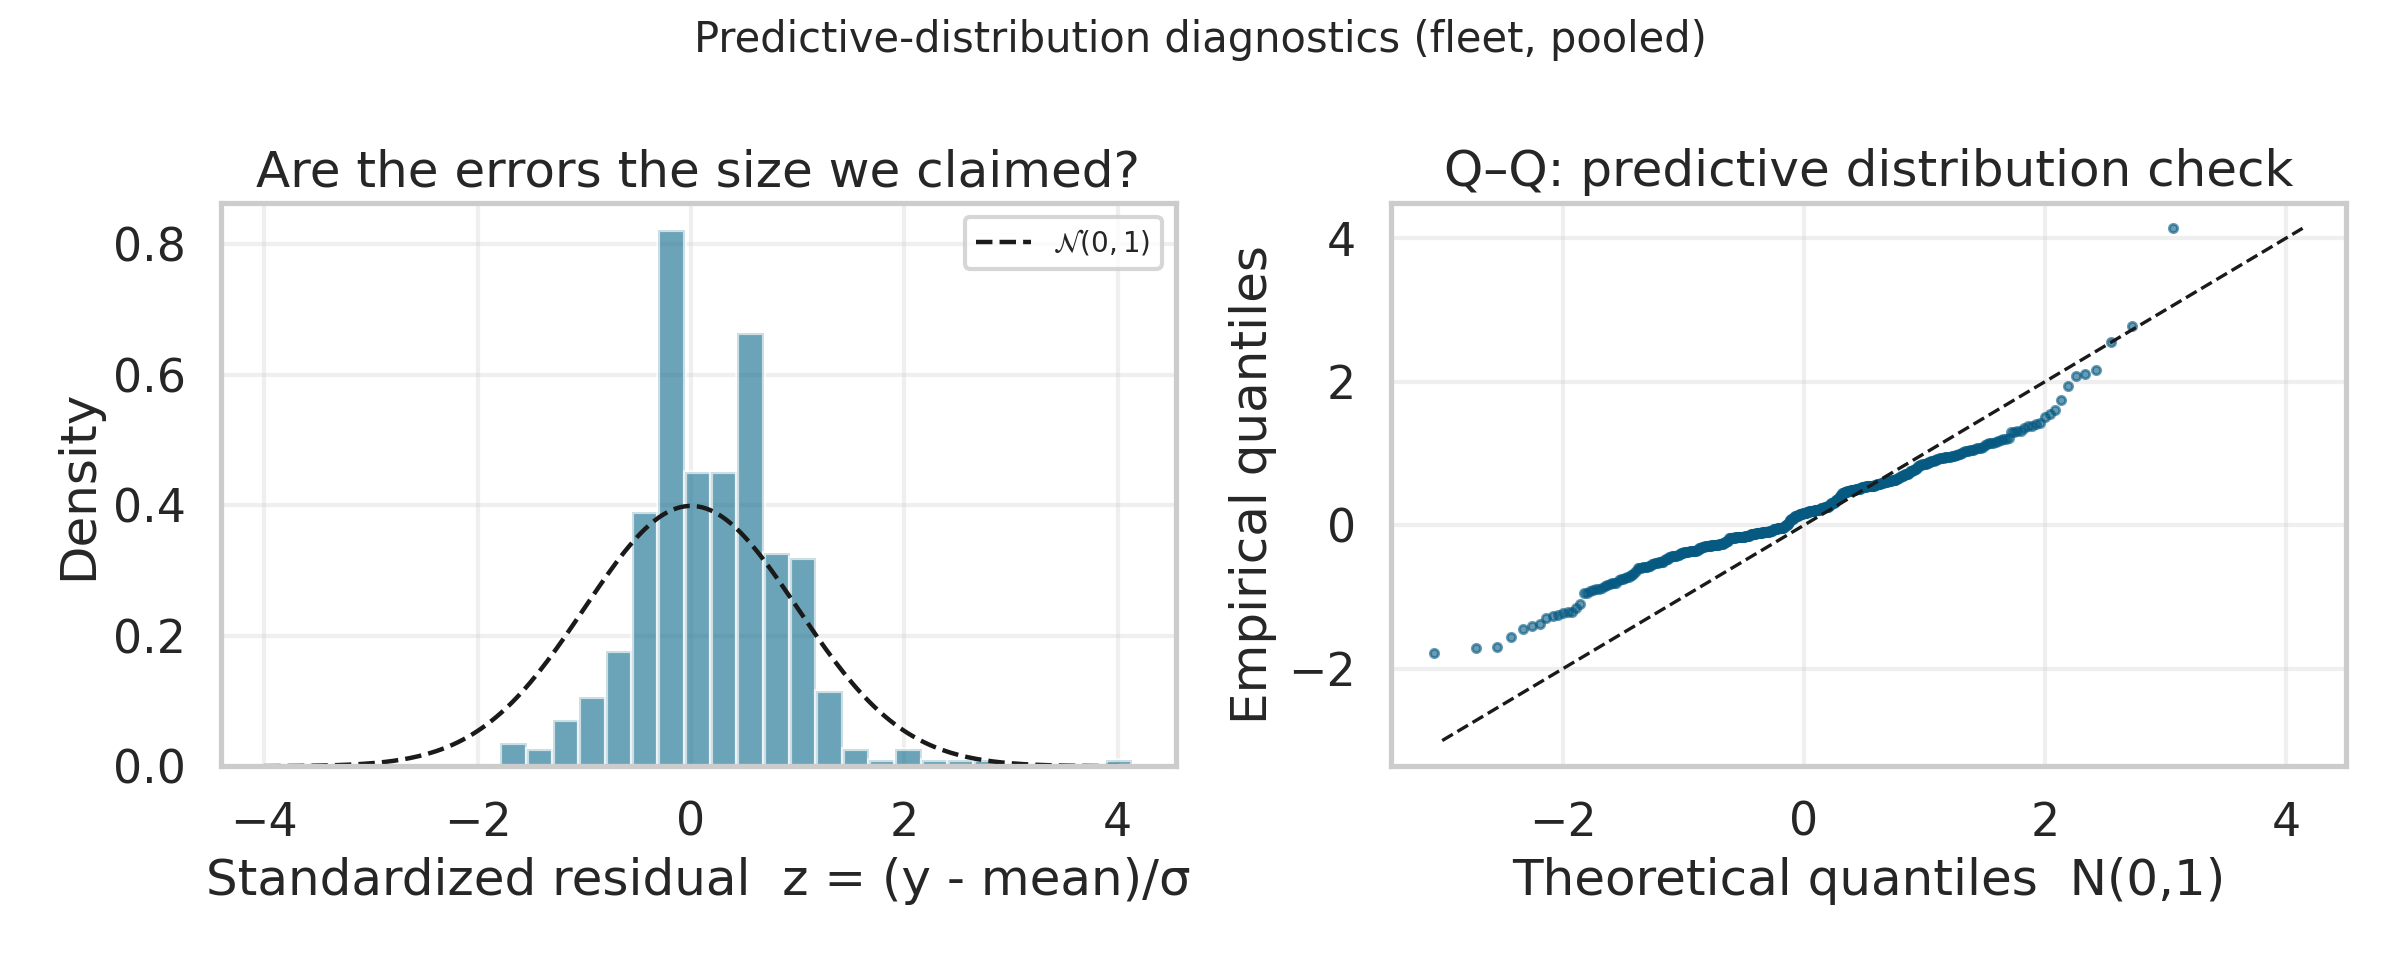 Predictive-distribution diagnostics (fleet, pooled)
Are the errors the size we claimed?
𝒩(0, 1)
0.8
0.6
0.4
0.2
0.0
Density
−4 −2 0 2 4
Standardized residual  z = (y - mean)/σ
Q–Q: predictive distribution check
4
2
0
−2
Empirical quantiles
−2 0 2 4
Theoretical quantiles  N(0,1)